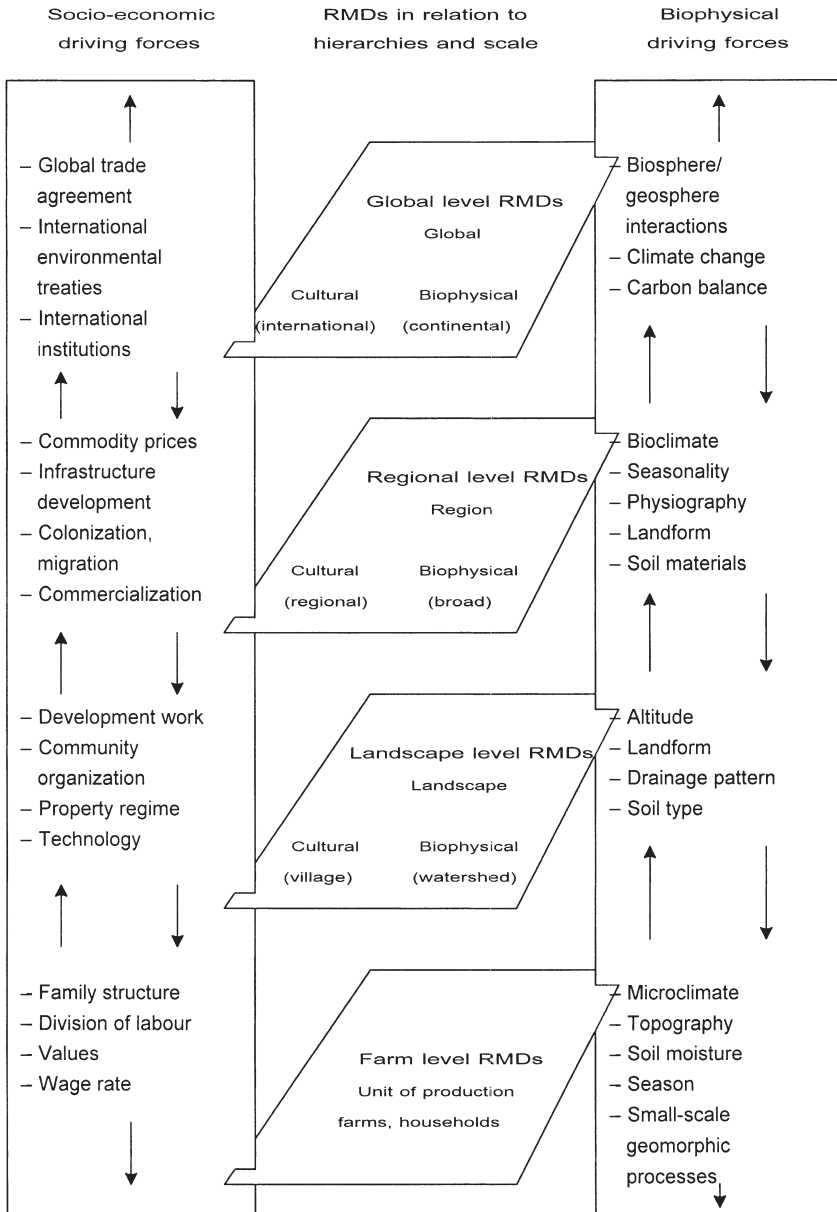 Socio-economic
driving forces
RMDs in relation to
hierarchies and scale
Biophysical
driving forces
– Global trade
agreement
– International
environmental
treaties
– International
institutions
Global level RMDs
Global
Cultural
(international)
Biophysical
(continental)
– Biosphere/
geosphere
interactions
– Climate change
– Carbon balance
– Commodity prices
– Infrastructure
development
– Colonization,
migration
– Commercialization
Regional level RMDs
Region
Cultural
(regional)
Biophysical
(broad)
– Bioclimate
– Seasonality
– Physiography
– Landform
– Soil materials
– Development work
– Community
organization
– Property regime
– Technology
Landscape level RMDs
Landscape
Cultural
(village)
Biophysical
(watershed)
– Altitude
– Landform
– Drainage pattern
– Soil type
– Family structure
– Division of labour
– Values
– Wage rate
Farm level RMDs
Unit of production
farms, households
– Microclimate
– Topography
– Soil moisture
– Season
– Small-scale
geomorphic
processes